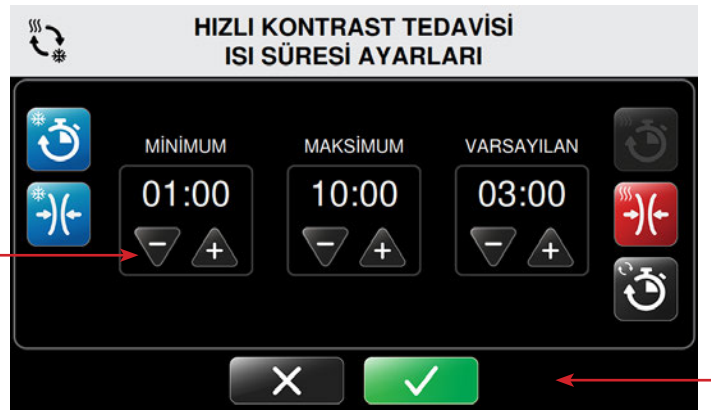 HIZLI KONTRAST TEDAVİSİ
ISI SÜRESİ AYARLARI
MİNİMUM MAKSİMUM VARSAYILAN
01:00 10:00 03:00
− + − + − +